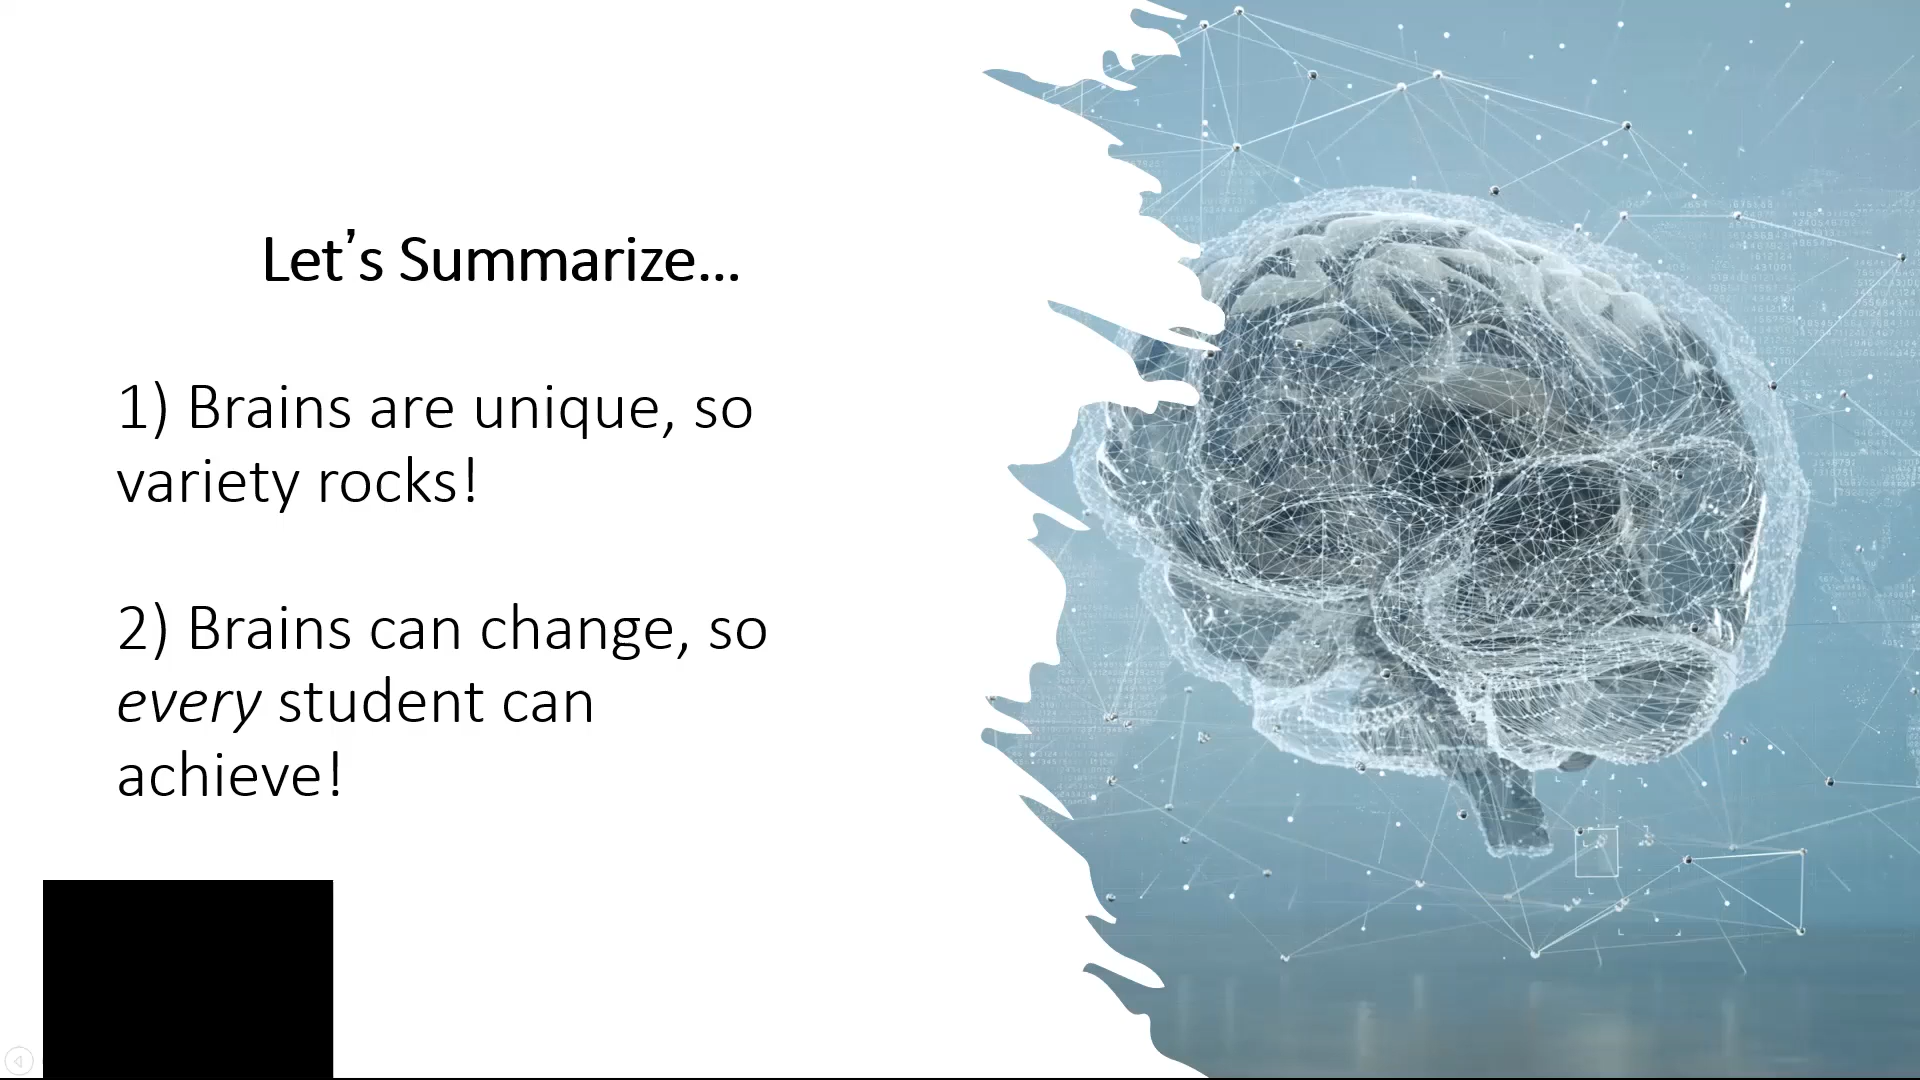 Let’s Summarize…
1) Brains are unique, so
variety rocks!
2) Brains can change, so
every student can
achieve!